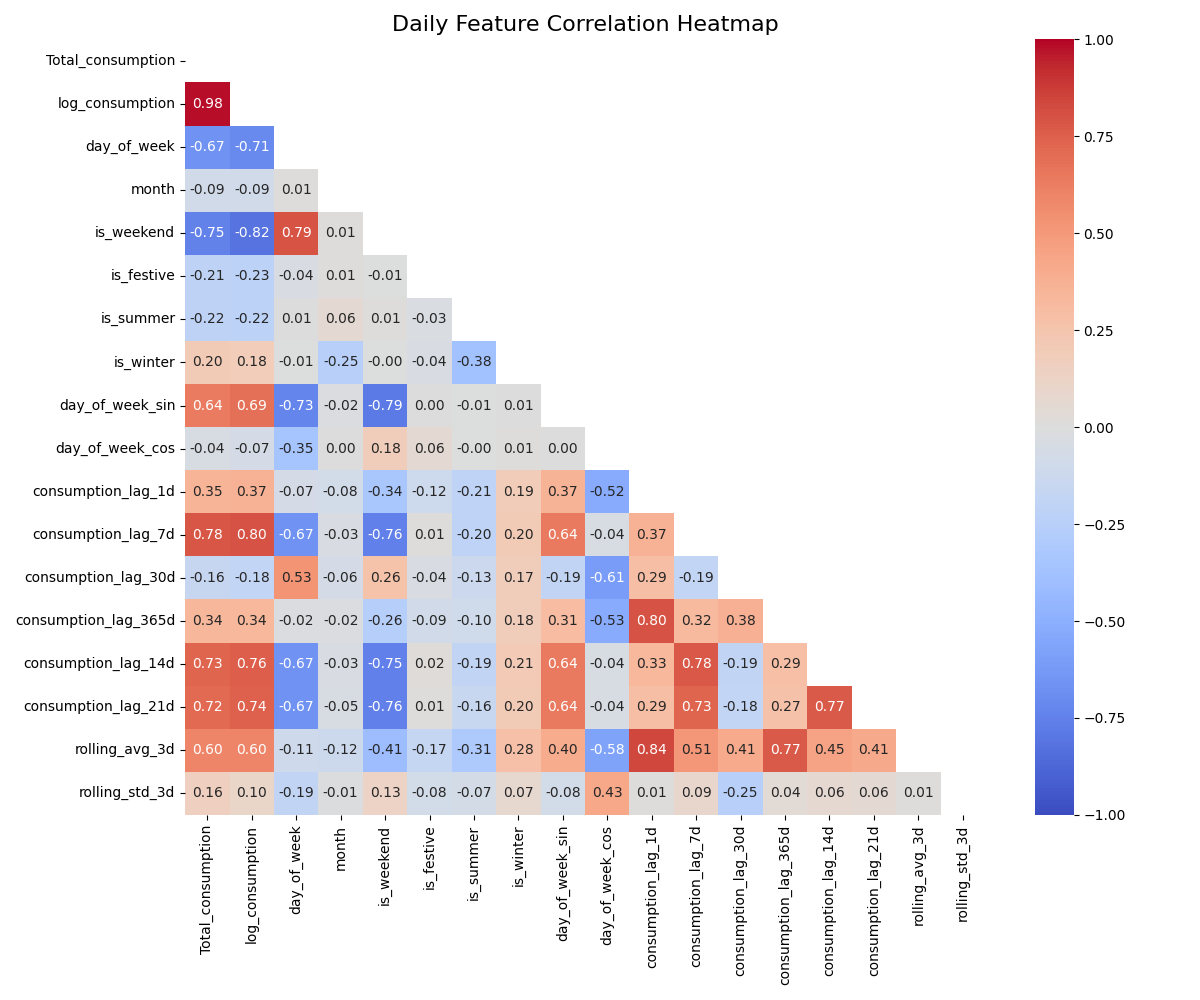 Daily Feature Correlation Heatmap
Total_consumption
log_consumption 0.98
day_of_week -0.67 -0.71
month -0.09 -0.09 0.01
is_weekend -0.75 -0.82 0.79 0.01
is_festive -0.21 -0.23 -0.04 0.01 -0.01
is_summer -0.22 -0.22 0.01 0.06 0.01 -0.03
is_winter 0.20 0.18 -0.01 -0.25 -0.00 -0.04 -0.38
day_of_week_sin 0.64 0.69 -0.73 -0.02 -0.79 0.00 -0.01 0.01
day_of_week_cos -0.04 -0.07 -0.35 0.00 0.18 0.06 -0.00 0.01 0.00
consumption_lag_1d 0.35 0.37 -0.07 -0.08 -0.34 -0.12 -0.21 0.19 0.37 -0.52
consumption_lag_7d 0.78 0.80 -0.67 -0.03 -0.76 0.01 -0.20 0.20 0.64 -0.04 0.37
consumption_lag_30d -0.16 -0.18 0.53 -0.06 0.26 -0.04 -0.13 0.17 -0.19 -0.61 0.29 -0.19
consumption_lag_365d 0.34 0.34 -0.02 -0.02 -0.26 -0.09 -0.10 0.18 0.31 -0.53 0.80 0.32 0.38
consumption_lag_14d 0.73 0.76 -0.67 -0.03 -0.75 0.02 -0.19 0.21 0.64 -0.04 0.33 0.78 -0.19 0.29
consumption_lag_21d 0.72 0.74 -0.67 -0.05 -0.76 0.01 -0.16 0.20 0.64 -0.04 0.29 0.73 -0.18 0.27 0.77
rolling_avg_3d 0.60 0.60 -0.11 -0.12 -0.41 -0.17 -0.31 0.28 0.40 -0.58 0.84 0.51 0.41 0.77 0.45 0.41
rolling_std_3d 0.16 0.10 -0.19 -0.01 0.13 -0.08 -0.07 0.07 -0.08 0.43 0.01 0.09 -0.25 0.04 0.06 0.06 0.01
Total_consumption
log_consumption
day_of_week
month
is_weekend
is_festive
is_summer
is_winter
day_of_week_sin
day_of_week_cos
consumption_lag_1d
consumption_lag_7d
consumption_lag_30d
consumption_lag_365d
consumption_lag_14d
consumption_lag_21d
rolling_avg_3d
rolling_std_3d
1.00
0.75
0.50
0.25
0.00
−0.25
−0.50
−0.75
−1.00